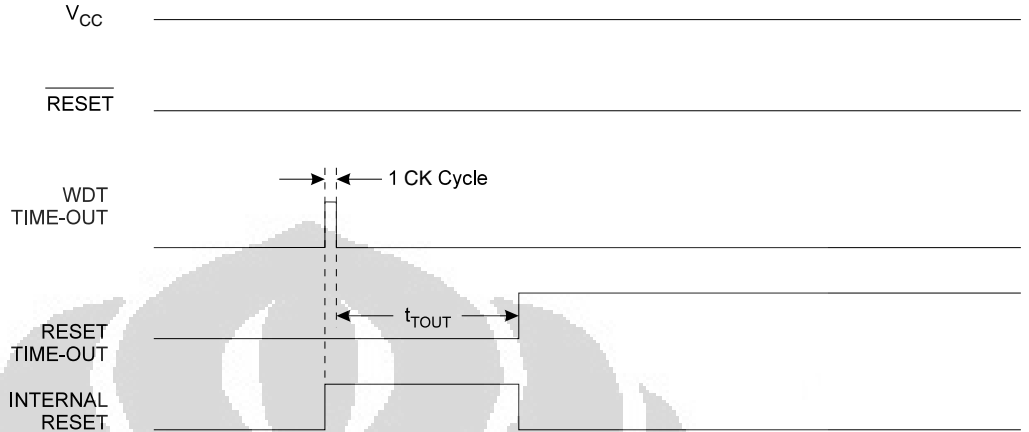 VCC
RESET
WDT
TIME-OUT
1 CK Cycle
RESET
TIME-OUT
tTOUT
INTERNAL
RESET